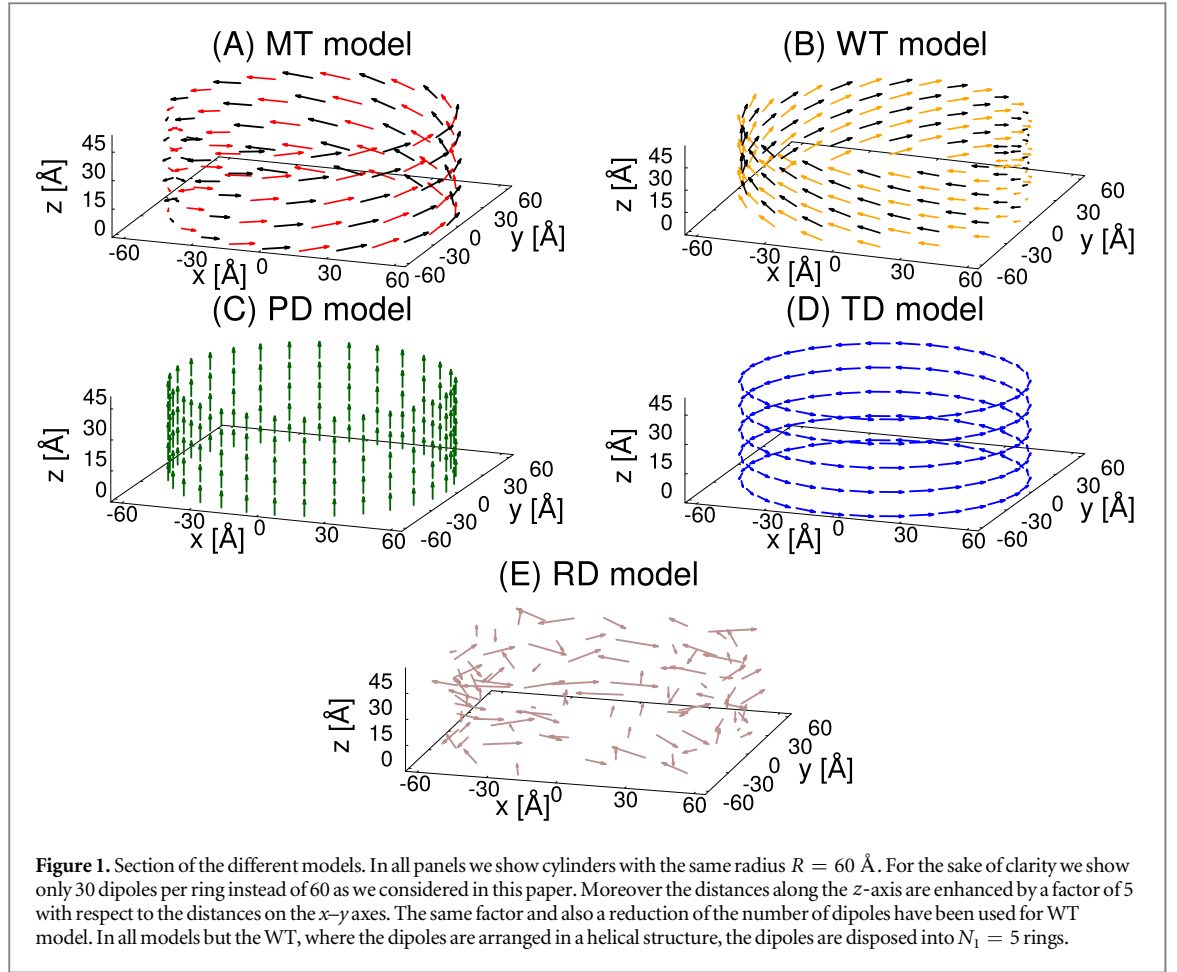 (A) MT model
45
30
15
0
z [Å]
-60
-30
0
30
60
x [Å]
-60
-30
0
30
60
y [Å]
(B) WT model
45
30
15
0
z [Å]
-60
-30
0
30
60
x [Å]
-60
-30
0
30
60
y [Å]
(C) PD model
45
30
15
0
z [Å]
-60
-30
0
30
60
x [Å]
-60
-30
0
30
60
y [Å]
(D) TD model
45
30
15
0
z [Å]
-60
-30
0
30
60
x [Å]
-60
-30
0
30
60
y [Å]
(E) RD model
45
30
15
0
z [Å]
-60
-30
0
30
60
x [Å]
-60
-30
0
30
60
y [Å]
Figure 1. Section of the different models. In all panels we show cylinders with the same radius R = 60 Å. For the sake of clarity we show
only 30 dipoles per ring instead of 60 as we considered in this paper. Moreover the distances along the z-axis are enhanced by a factor of 5
with respect to the distances on the x–y axes. The same factor and also a reduction of the number of dipoles have been used for WT
model. In all models but the WT, where the dipoles are arranged in a helical structure, the dipoles are disposed into N₁ = 5 rings.